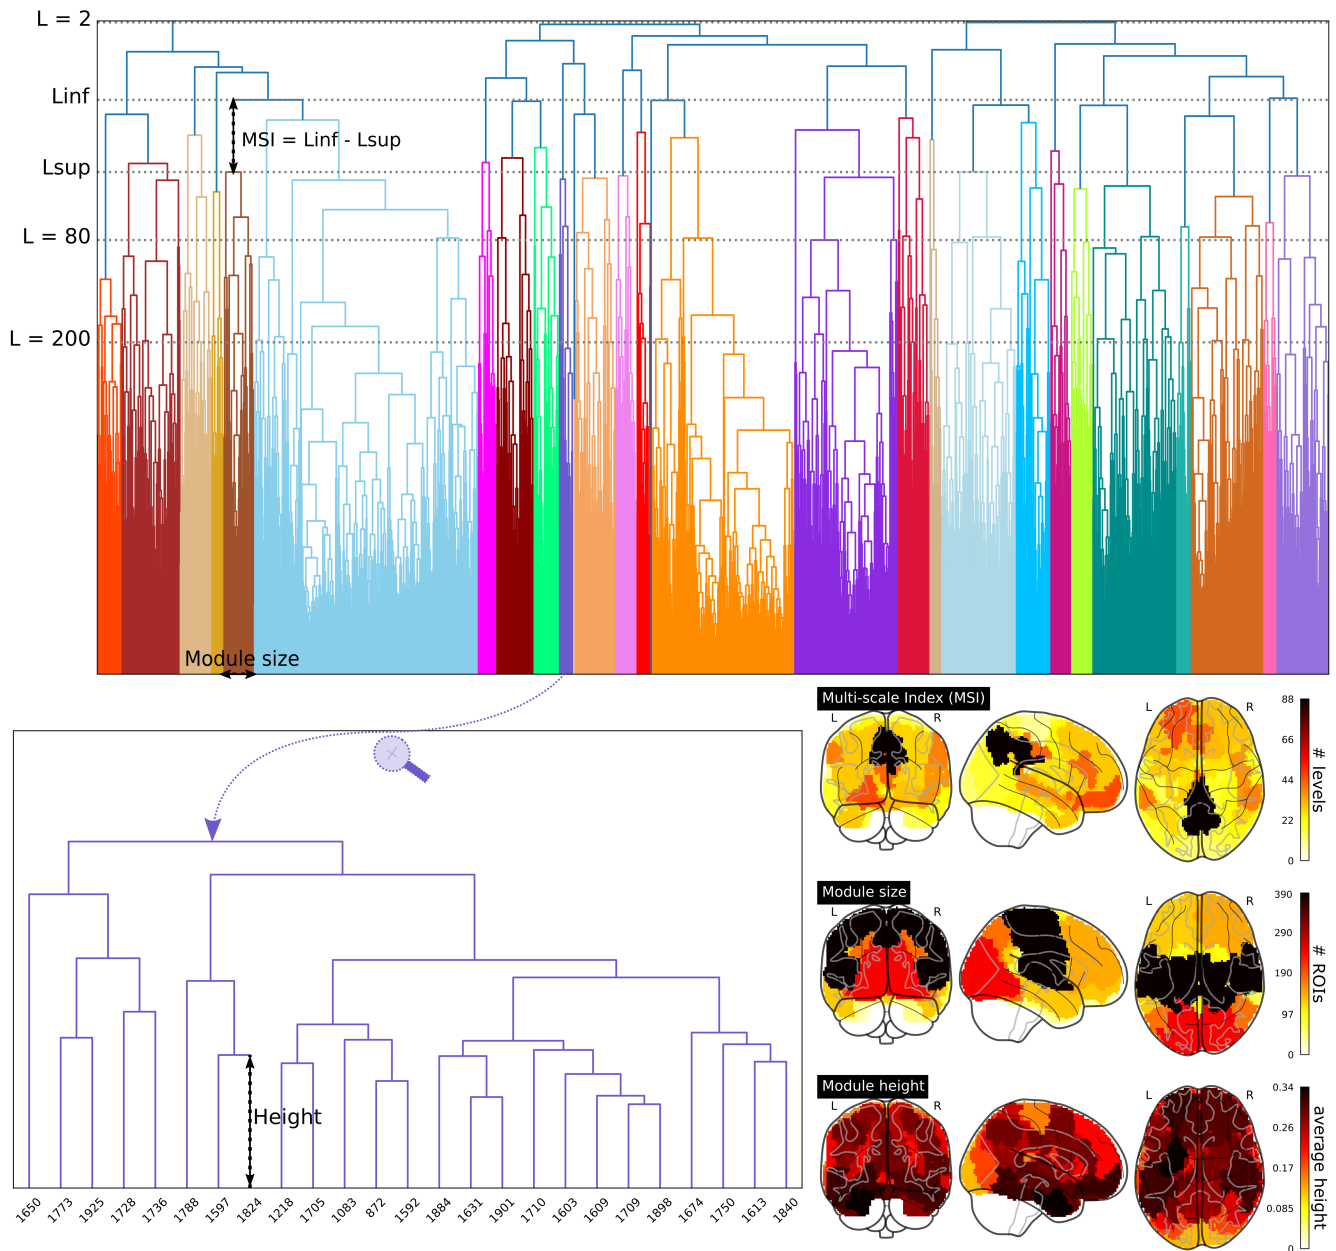 L = 2
Linf
MSI = Linf - Lsup
Lsup
L = 80
L = 200
Module size
Height
1650
1773
1925
1728
1736
1788
1597
1824
1218
1705
1083
872
1592
1884
1631
1901
1710
1603
1609
1709
1898
1674
1750
1613
1840
Multi-scale Index (MSI)
L
R
L
R
88
66
44
22
0
# levels
Module size
L
R
L
R
390
290
190
97
0
# ROIs
Module height
L
R
L
R
0.34
0.26
0.17
0.085
0
average height